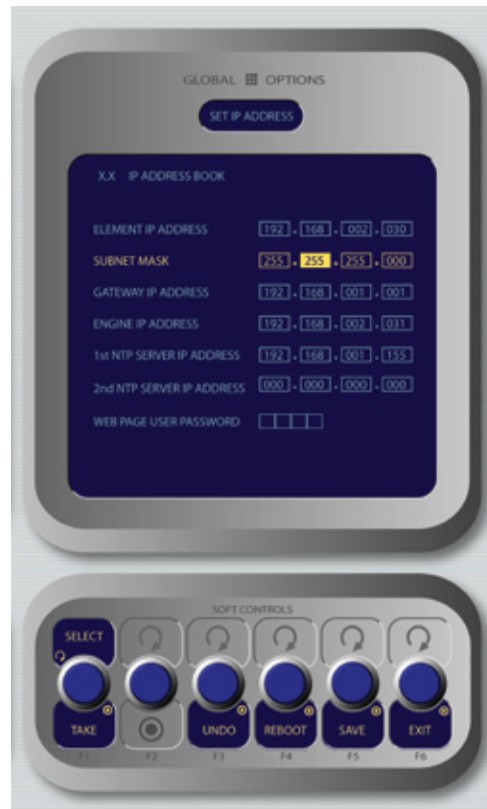 GLOBAL OPTIONS
SET IP ADDRESS
X.X IP ADDRESS BOOK
ELEMENT IP ADDRESS 192 . 168 . 002 . 030
SUBNET MASK 255 . 255 . 255 . 000
GATEWAY IP ADDRESS 192 . 168 . 001 . 001
ENGINE IP ADDRESS 192 . 168 . 002 . 031
1st NTP SERVER IP ADDRESS 192 . 168 . 001 . 155
2nd NTP SERVER IP ADDRESS 000 . 000 . 000 . 000
WEB PAGE USER PASSWORD
SOFT CONTROLS
SELECT
TAKE UNDO REBOOT SAVE EXIT
F1 F2 F3 F4 F5 F6